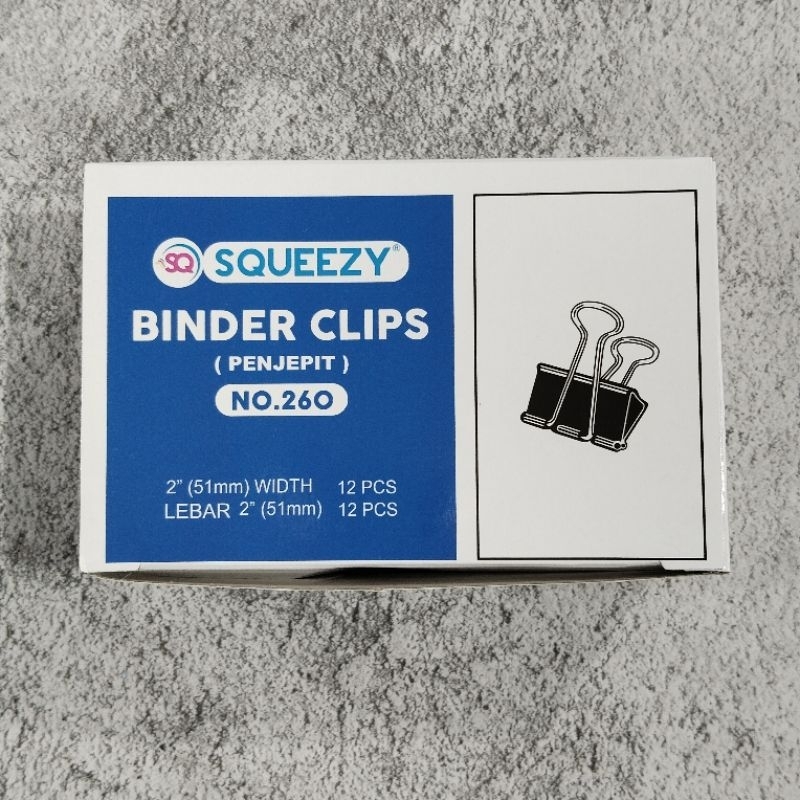 SQ SQUEEZY®
BINDER CLIPS
( PENJEPIT )
NO.260
2” (51mm) WIDTH 12 PCS
LEBAR 2” (51mm) 12 PCS